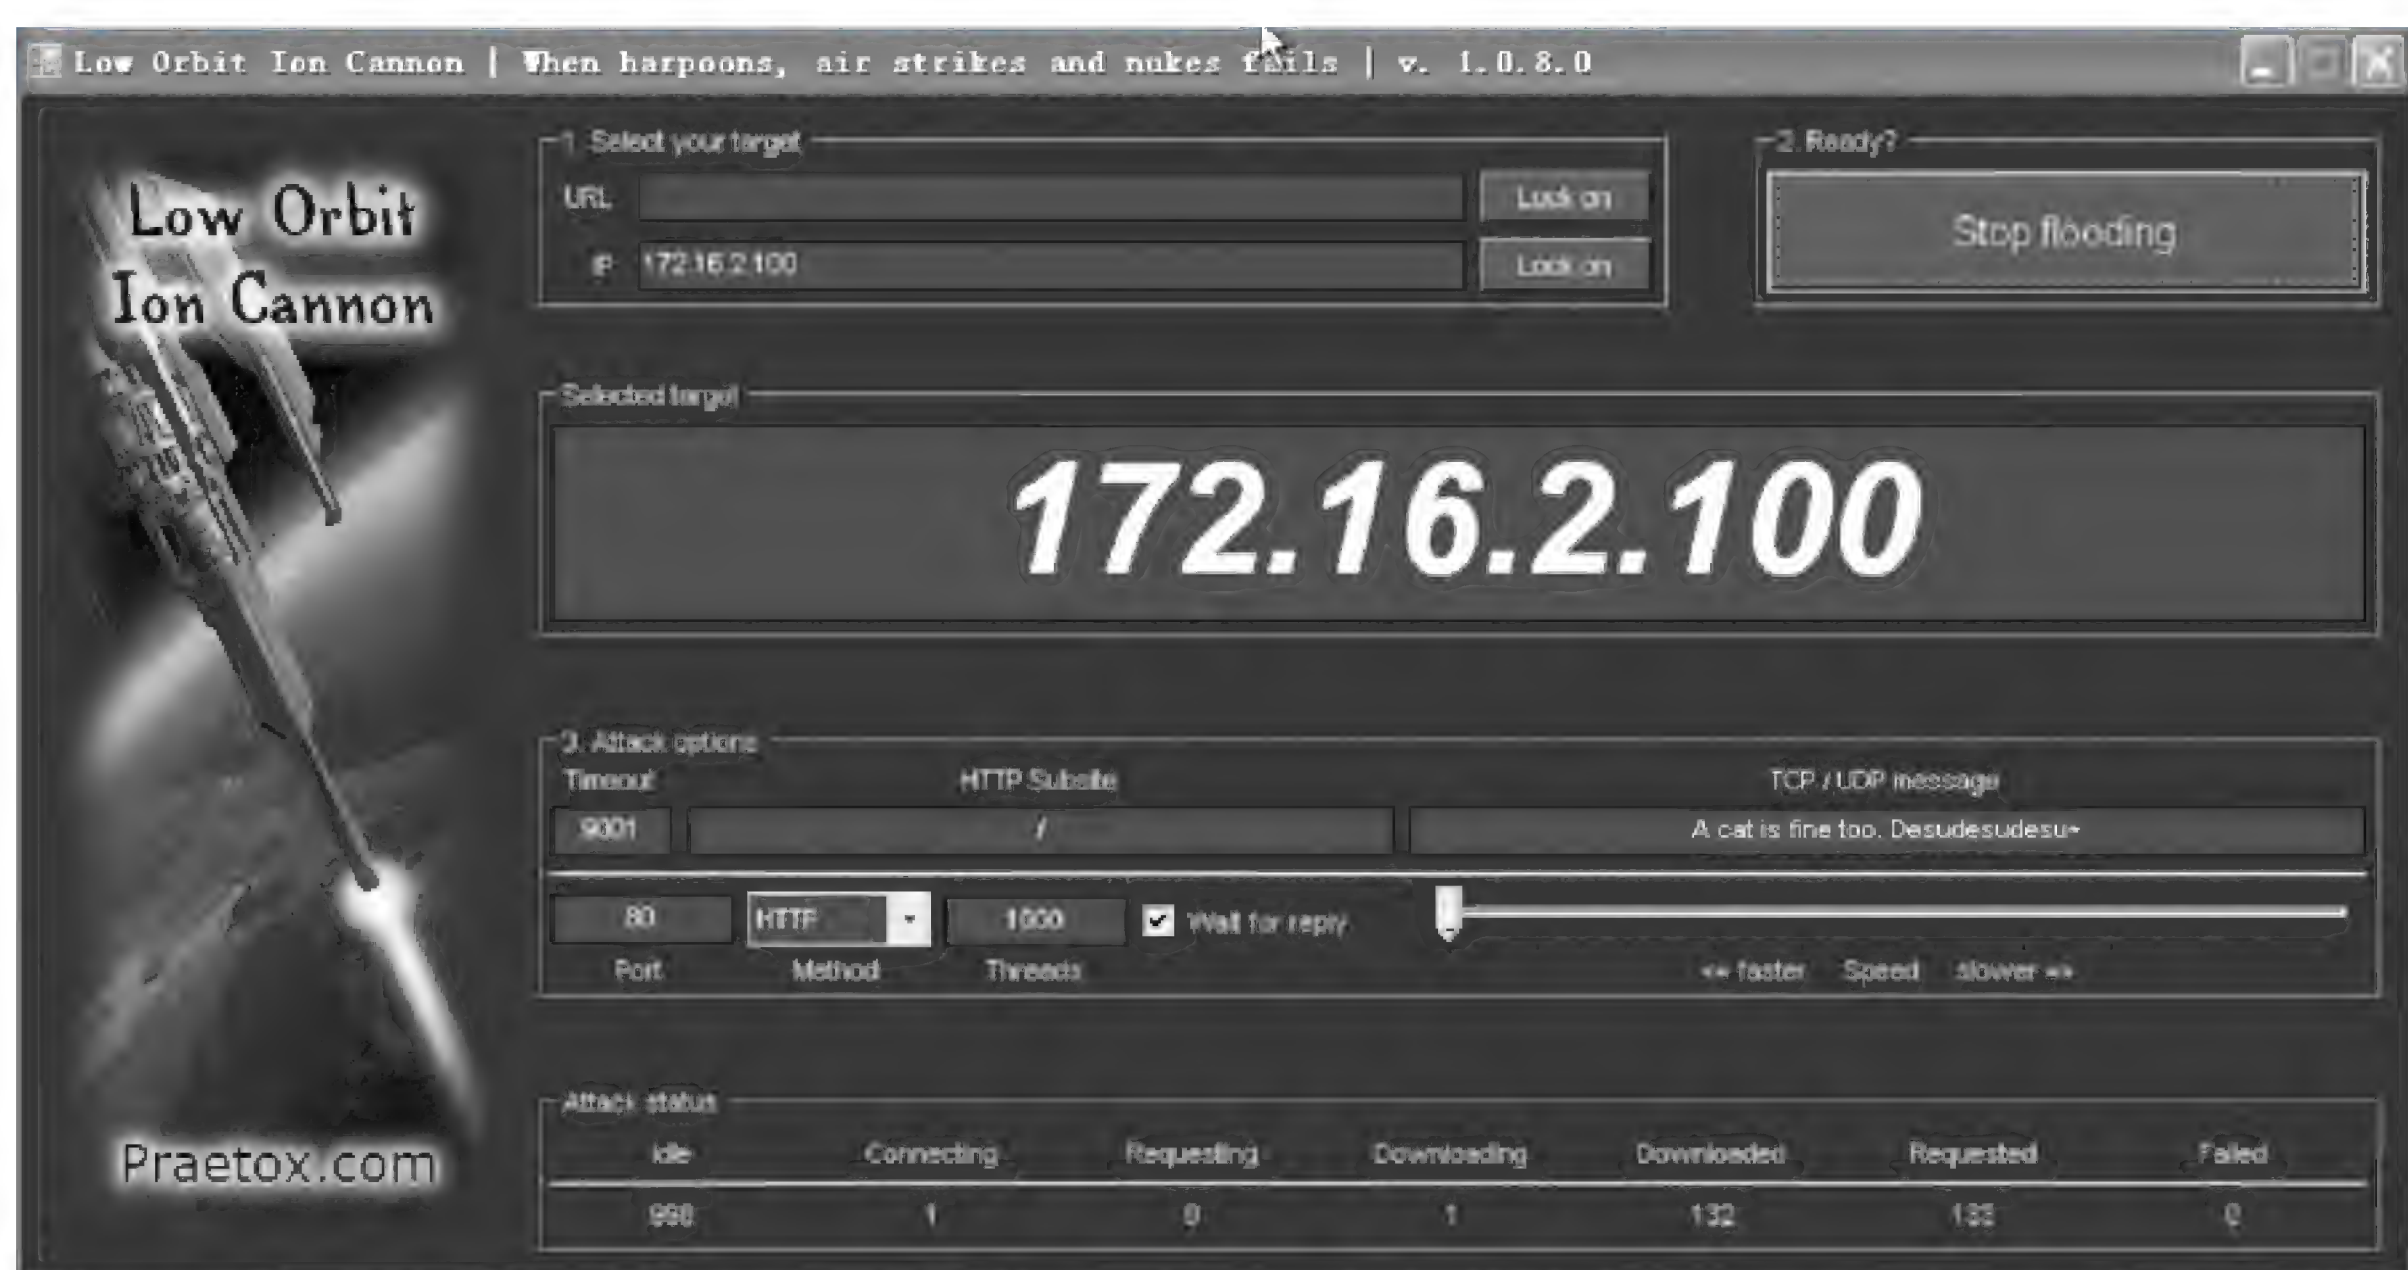 Low Orbit Ion Cannon | When harpoons, air strikes and nukes fails | v. 1.0.8.0
Low Orbit
Ion Cannon
Praetox.com
1. Select your target
URL Lock on
IP 172.16.2.100 Lock on
2. Ready?
Stop flooding
Selected target
172.16.2.100
3. Attack options
Timeout HTTP Subsite TCP / UDP message
9001 / A cat is fine too. Desudesudesu~
80 HTTP 1000 Wait for reply
Port Method Threads <= faster Speed slower =>
Attack status
Idle Connecting Requesting Downloading Downloaded Requested Failed
998 1 0 1 132 133 0